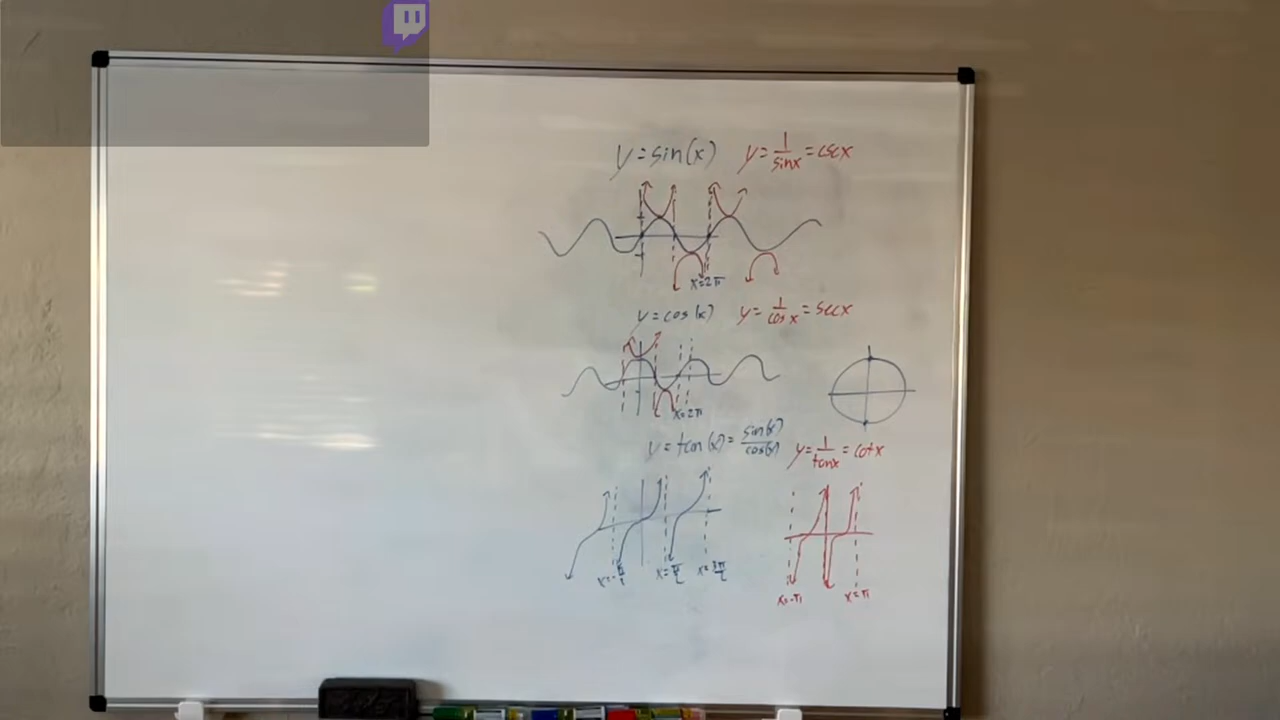 y = sin(x) y = 1/sinx = cscx
x=2π
y = cos(x) y = 1/cosx = secx
x=2π
y = tan(x) = sin(x)/cos(x) y = 1/tanx = cotx
x=-π/2 x=π/2 x=3π/2
x=-π x=π